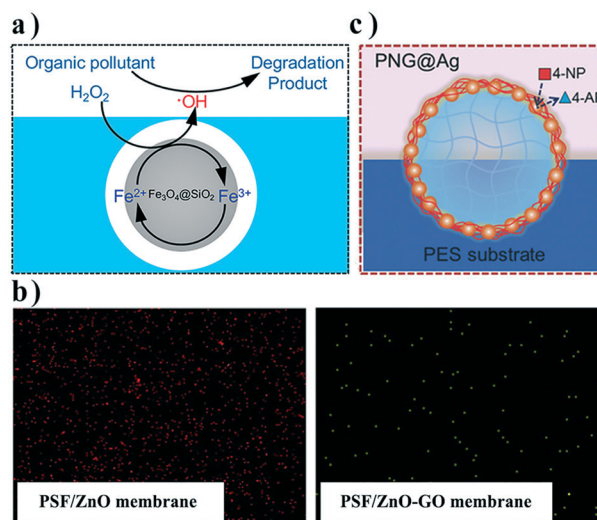 a)
Organic pollutant
Degradation
Product
H₂O₂
·OH
Fe²⁺
Fe₃O₄@SiO₂
Fe³⁺
c)
PNG@Ag
4-NP
PES substrate
b)
PSF/ZnO membrane
PSF/ZnO-GO membrane